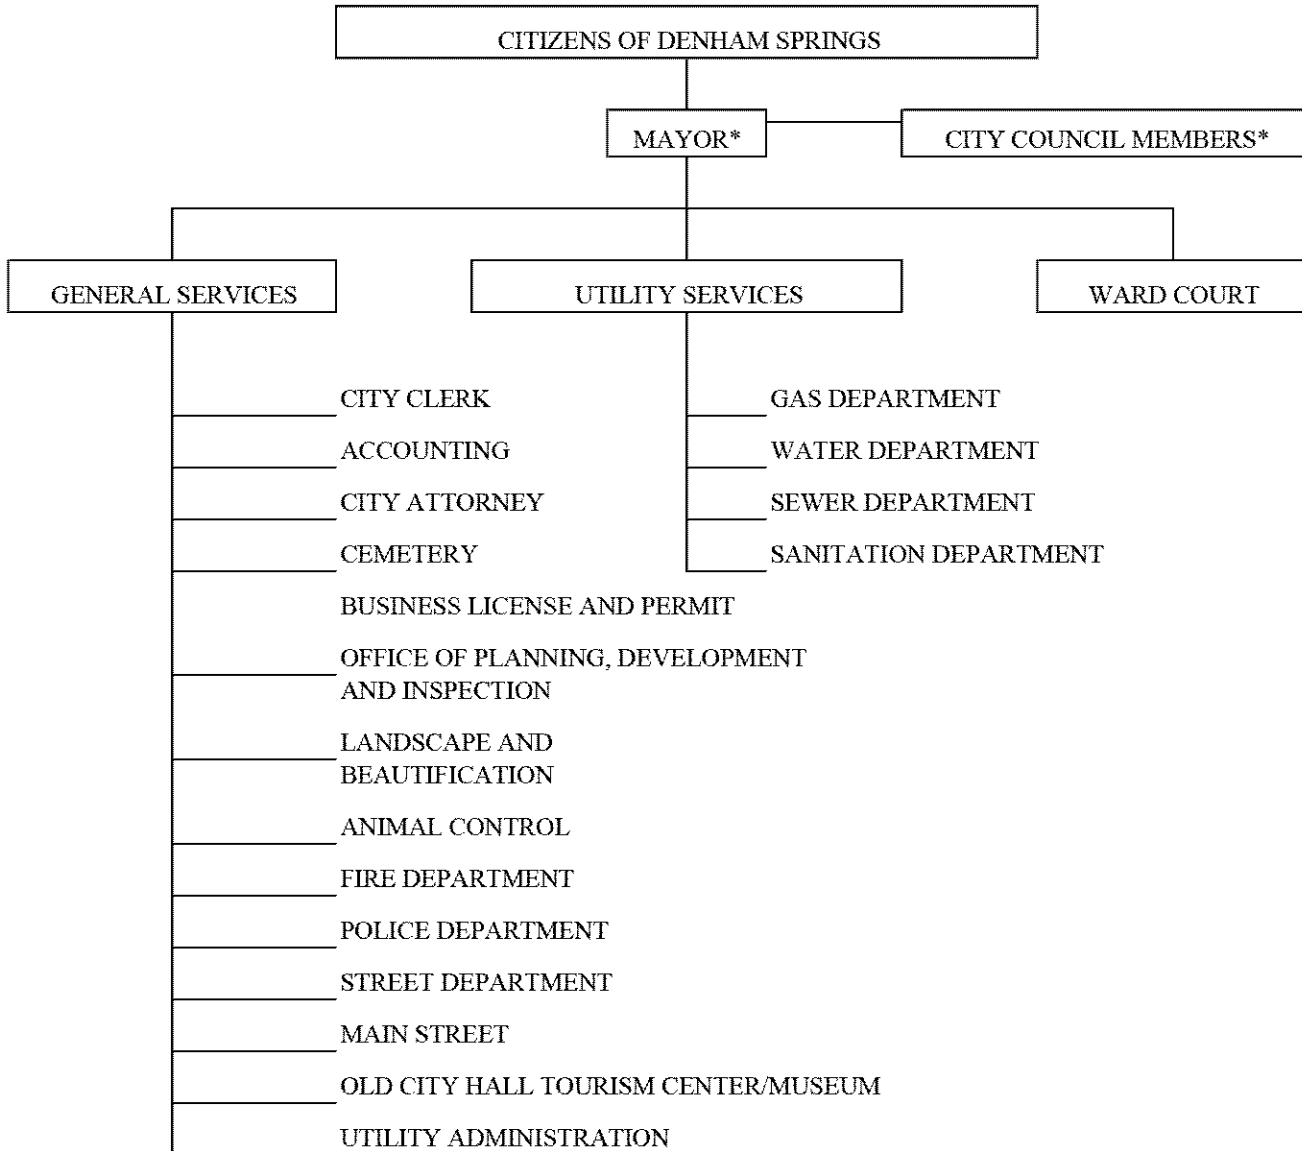 CITIZENS OF DENHAM SPRINGS
MAYOR*
CITY COUNCIL MEMBERS*
GENERAL SERVICES
UTILITY SERVICES
WARD COURT
CITY CLERK
ACCOUNTING
CITY ATTORNEY
CEMETERY
BUSINESS LICENSE AND PERMIT
OFFICE OF PLANNING, DEVELOPMENT
AND INSPECTION
LANDSCAPE AND
BEAUTIFICATION
ANIMAL CONTROL
FIRE DEPARTMENT
POLICE DEPARTMENT
STREET DEPARTMENT
MAIN STREET
OLD CITY HALL TOURISM CENTER/MUSEUM
UTILITY ADMINISTRATION
GAS DEPARTMENT
WATER DEPARTMENT
SEWER DEPARTMENT
SANITATION DEPARTMENT